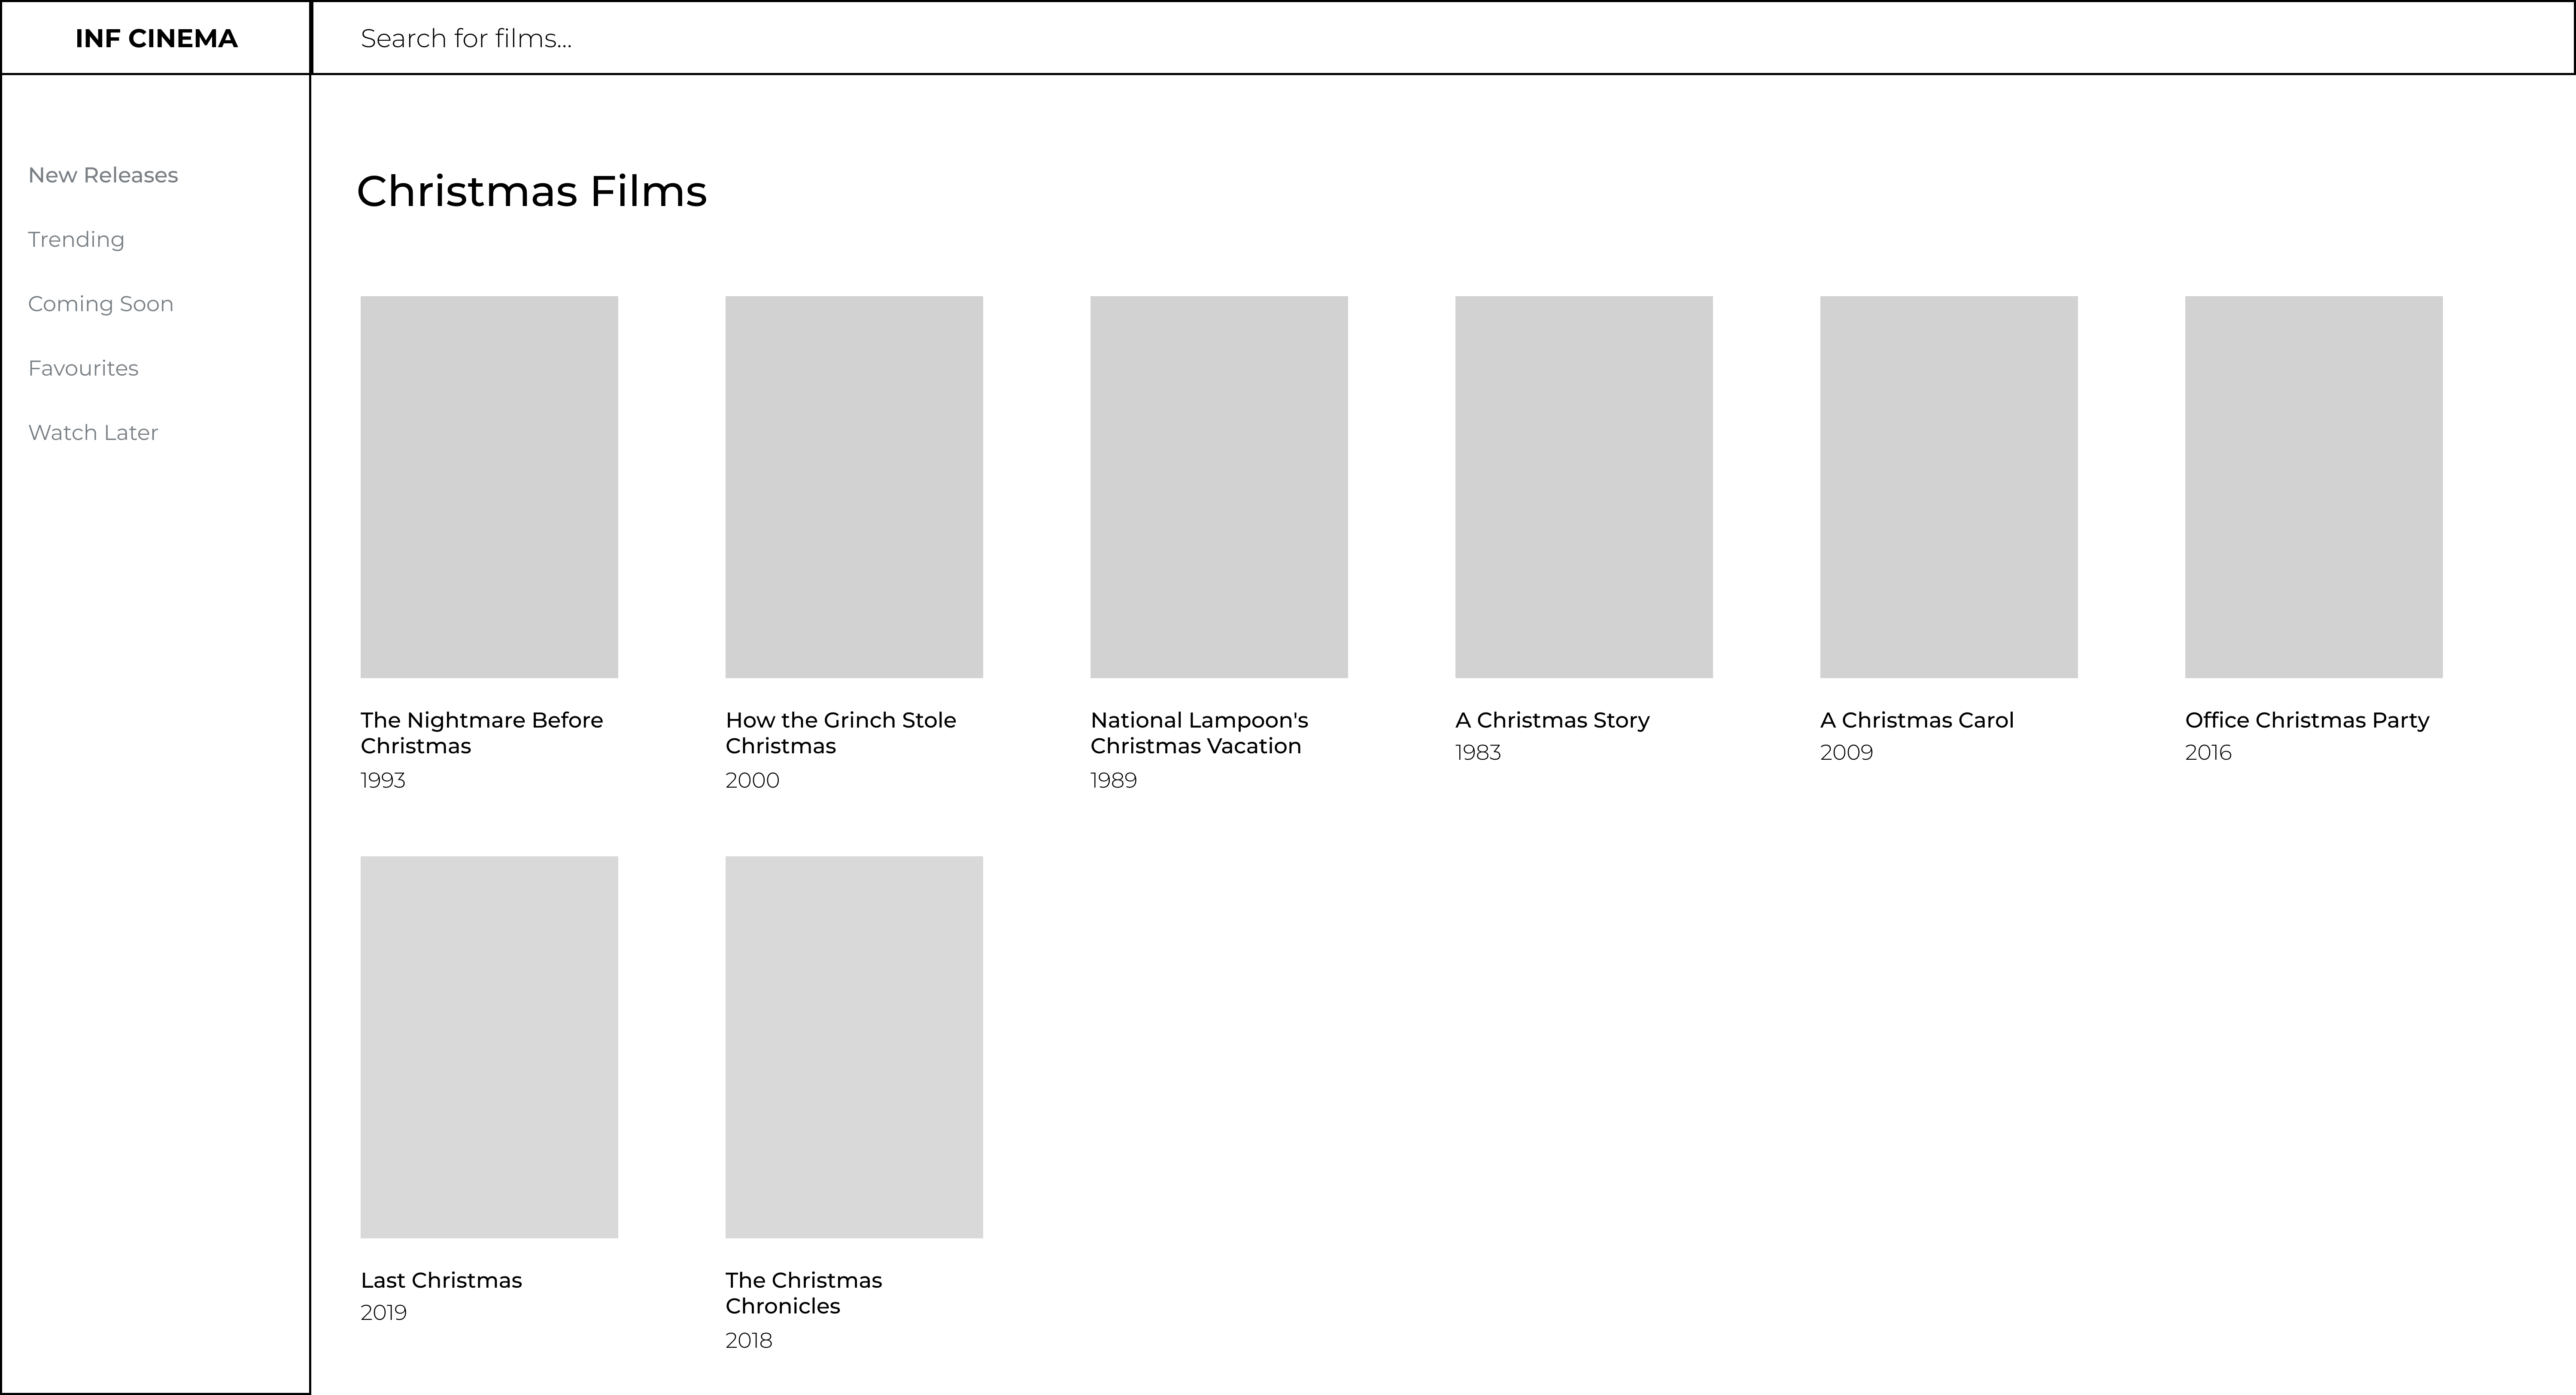 INF CINEMA
Search for films...
New Releases
Trending
Coming Soon
Favourites
Watch Later
Christmas Films
The Nightmare Before
Christmas
1993
How the Grinch Stole
Christmas
2000
National Lampoon's
Christmas Vacation
1989
A Christmas Story
1983
A Christmas Carol
2009
Office Christmas Party
2016
Last Christmas
2019
The Christmas
Chronicles
2018